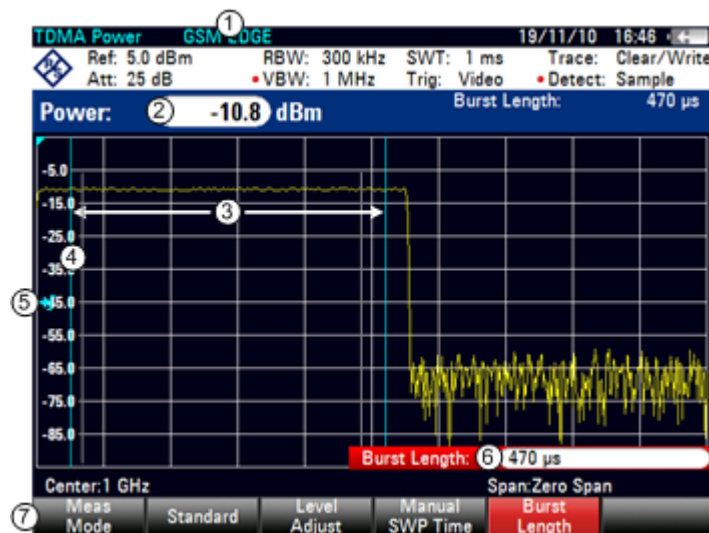 ①
TDMA Power GSM EDGE 19/11/10 16:46
Ref: 5.0 dBm RBW: 300 kHz SWT: 1 ms Trace: Clear/Write
Att: 25 dB • VBW: 1 MHz Trig: Video • Detect: Sample
Power: ② -10.8 dBm Burst Length: 470 µs
-5.0
-15.0
③
-25.0
④
-35.0
⑤ -45.0
-55.0
-65.0
-75.0
-85.0
Burst Length: ⑥ 470 µs
Center:1 GHz Span:Zero Span
⑦
Meas Mode
Standard
Level Adjust
Manual SWP Time
Burst Length